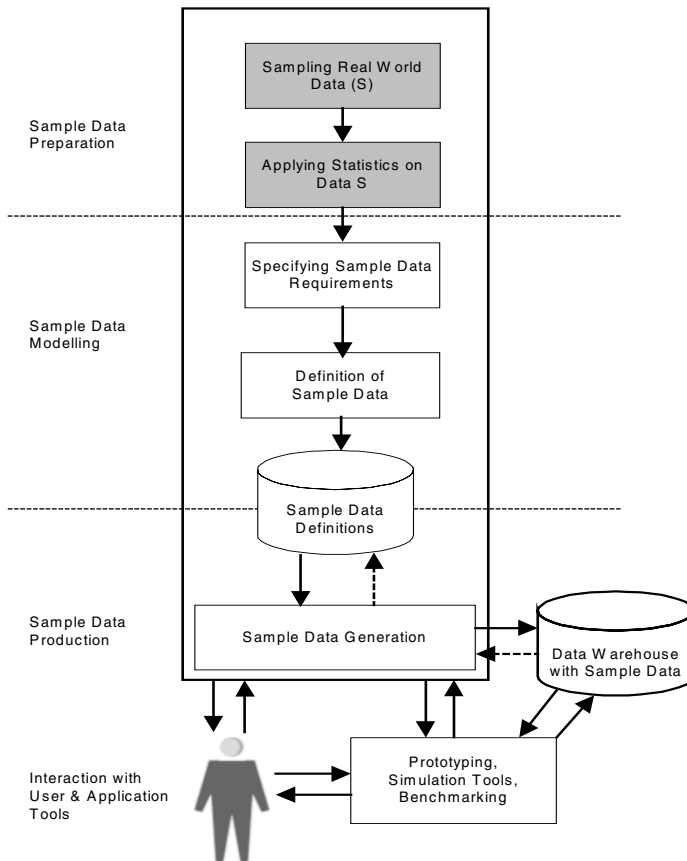 Sampling Real World
Data (S)
Sample Data
Preparation
Applying Statistics on
Data S
Specifying Sample Data
Requirements
Sample Data
Modelling
Definition of
Sample Data
Sample Data
Definitions
Sample Data
Production
Sample Data Generation
Data Warehouse
with Sample Data
Interaction with
User & Application
Tools
Prototyping,
Simulation Tools,
Benchmarking